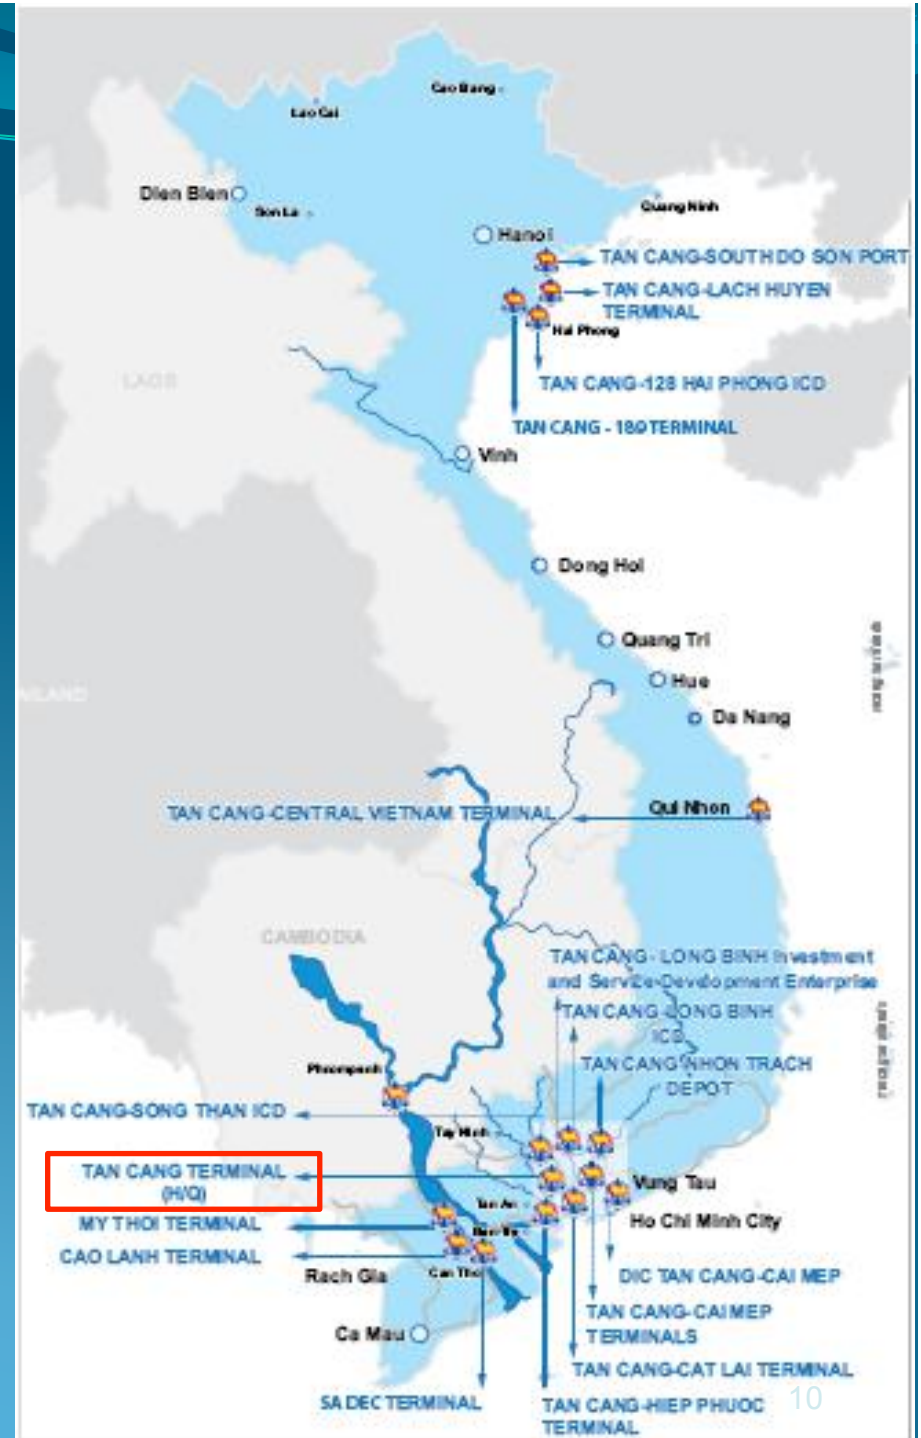 Cao Bang
Lao Cai
Dien Bien
Son La
Quang Ninh
Hanoi
TAN CANG-SOUTH DO SON PORT
TAN CANG-LACH HUYEN
TERMINAL
Hai Phong
LAOS
TAN CANG-128 HAI PHONG ICD
TAN CANG - 189 TERMINAL
Vinh
Dong Hoi
Quang Tri
Hue
AILAND
Da Nang
Qui Nhon
TAN CANG-CENTRAL VIETNAM TERMINAL
CAMBODIA
TAN CANG - LONG BINH Investment
and Service-Development Enterprise
TAN CANG-LONG BINH
ICD
TAN CANG-NHON TRACH
DEPOT
Phnompenh
TAN CANG-SONG THAN ICD
Tay Ninh
TAN CANG TERMINAL
(H/Q)
Vung Tau
Tan An
MY THOI TERMINAL
Ho Chi Minh City
Ben Tre
CAO LANH TERMINAL
Rach Gia
Can Tho
DIC TAN CANG-CAI MEP
TAN CANG-CAI MEP
TERMINALS
Ca Mau
TAN CANG-CAT LAI TERMINAL
SA DEC TERMINAL
TAN CANG-HIEP PHUOC
TERMINAL
10